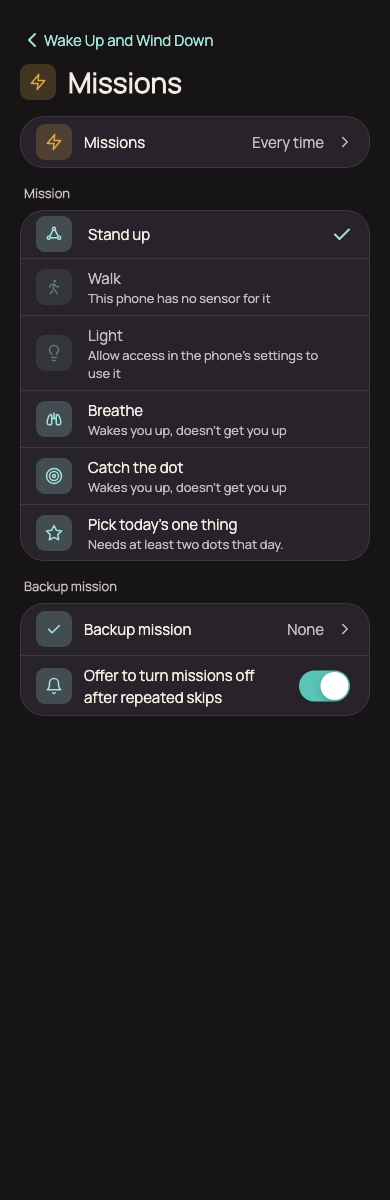 Wake Up and Wind Down
Missions
Missions
Every time
Mission
Stand up
Walk
This phone has no sensor for it
Light
Allow access in the phone's settings to
use it
Breathe
Wakes you up, doesn't get you up
Catch the dot
Wakes you up, doesn't get you up
Pick today's one thing
Needs at least two dots that day.
Backup mission
Backup mission
None
Offer to turn missions off
after repeated skips